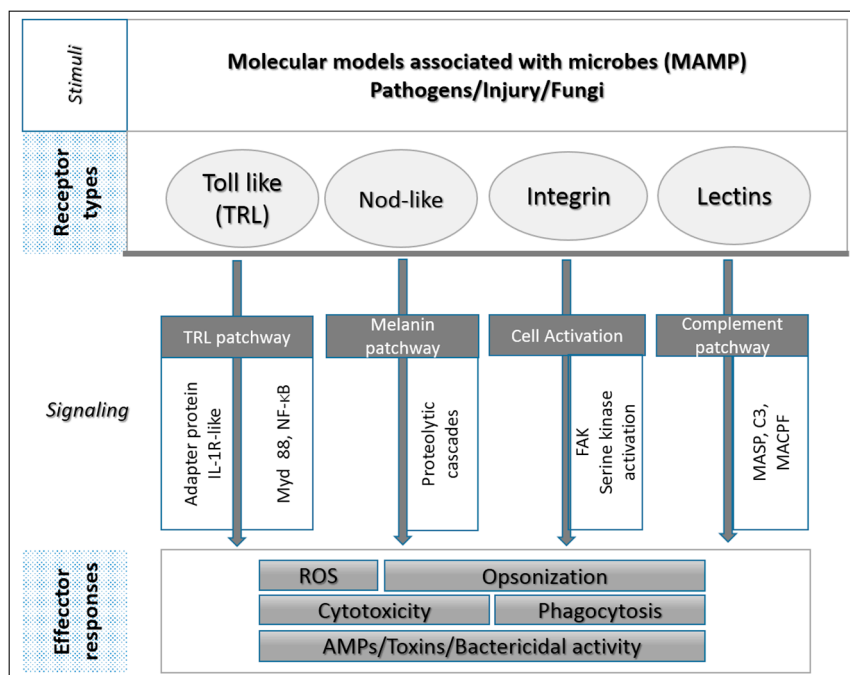 Stimuli
Molecular models associated with microbes (MAMP)
Pathogens/Injury/Fungi
Receptor
types
Toll like
(TRL)
Nod-like
Integrin
Lectins
Signaling
TRL patchway
Adapter protein
IL-1R-like
Myd 88, NF-κB
Melanin
patchway
Proteolytic
cascades
Cell Activation
FAK
Serine kinase
activation
Complement
patchway
MASP, C3,
MACPF
Effecctor
responses
ROS
Opsonization
Cytotoxicity
Phagocytosis
AMPs/Toxins/Bactericidal activity